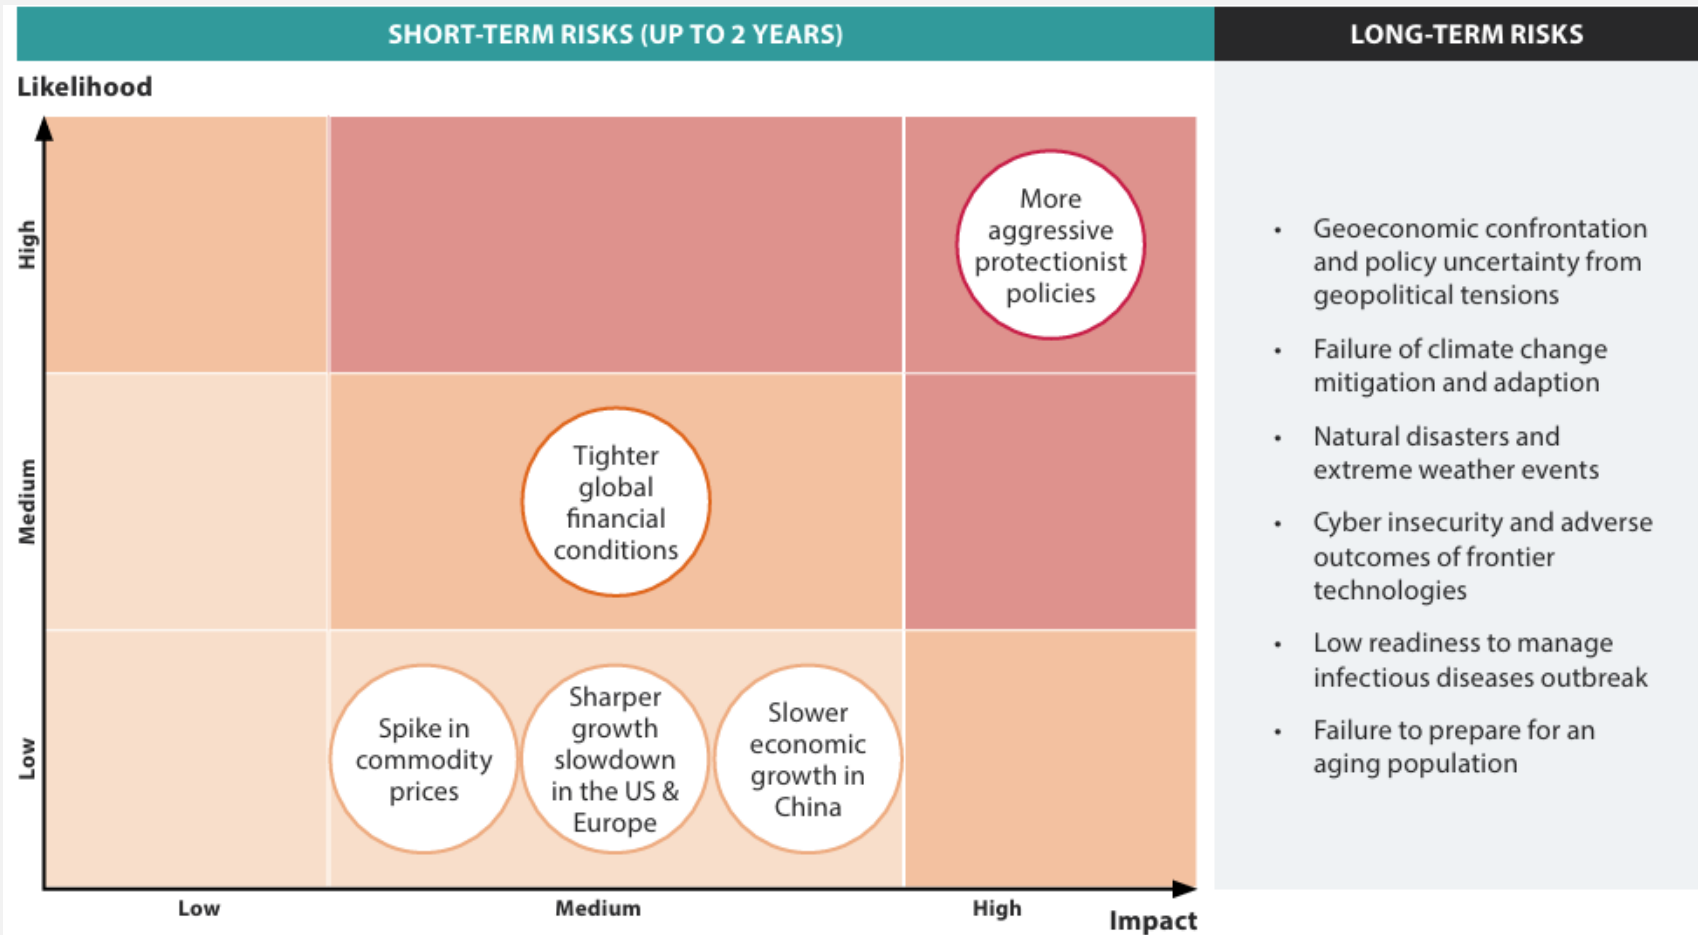 SHORT-TERM RISKS (UP TO 2 YEARS)
LONG-TERM RISKS
Likelihood
High
Medium
Low
More
aggressive
protectionist
policies
Tighter
global
financial
conditions
Spike in
commodity
prices
Sharper
growth
slowdown
in the US &
Europe
Slower
economic
growth in
China
Low
Medium
High
Impact
• Geoeconomic confrontation
and policy uncertainty from
geopolitical tensions
• Failure of climate change
mitigation and adaption
• Natural disasters and
extreme weather events
• Cyber insecurity and adverse
outcomes of frontier
technologies
• Low readiness to manage
infectious diseases outbreak
• Failure to prepare for an
aging population